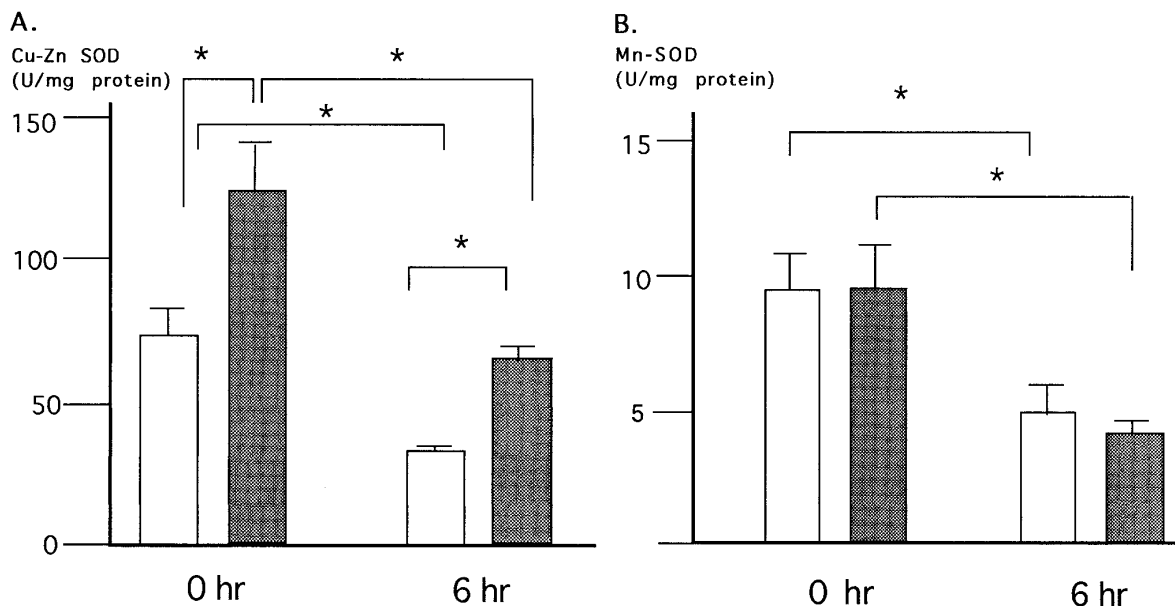 A.
Cu-Zn SOD
(U/mg protein)
*
*
*
*
150
100
50
0
0 hr
6 hr
B.
Mn-SOD
(U/mg protein)
*
*
15
10
5
0 hr
6 hr